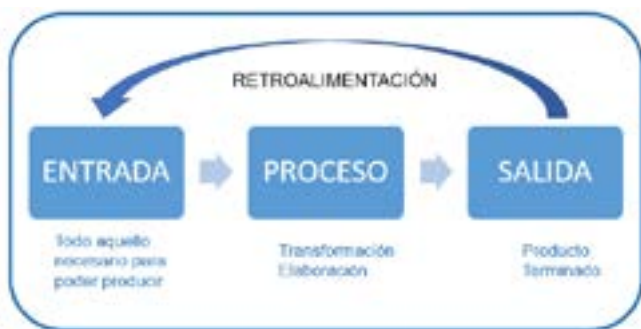 RETROALIMENTACIÓN
ENTRADA
PROCESO
SALIDA
Todo aquello
necesario para
poder producir
Transformación
Elaboración
Producto
Terminado